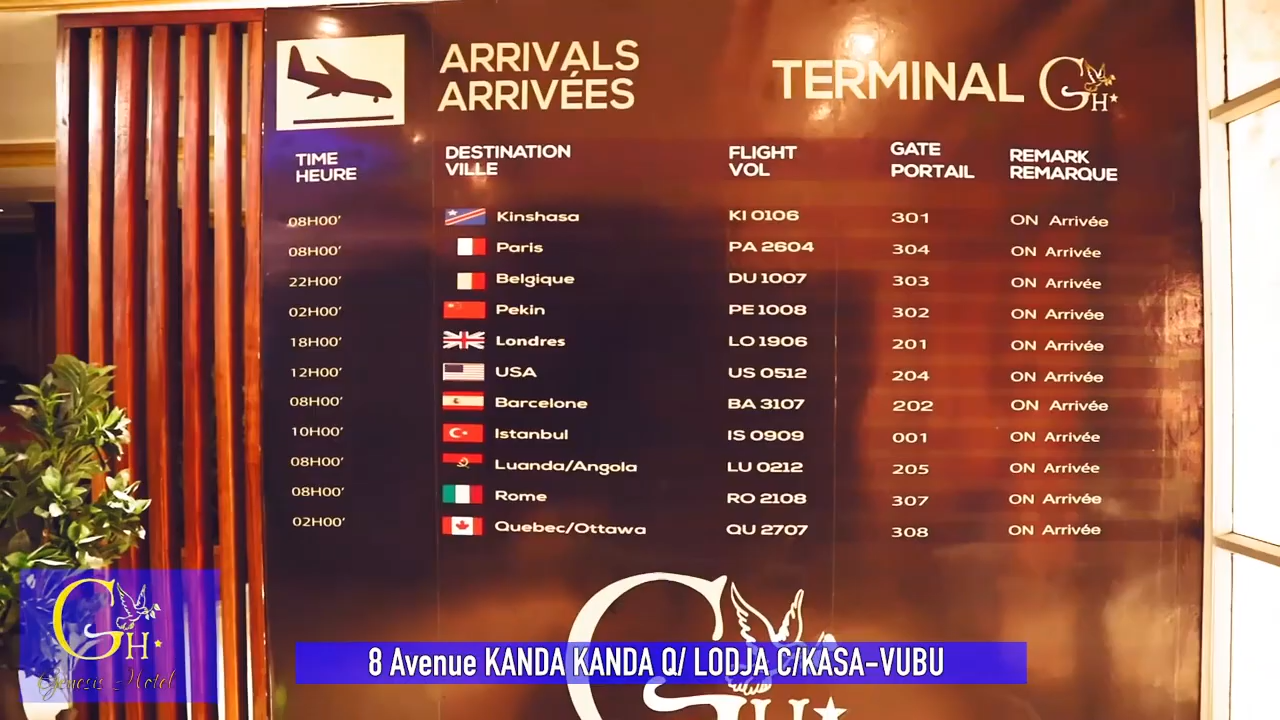 ARRIVALS
ARRIVÉES
TERMINAL GH
TIME DESTINATION FLIGHT GATE REMARK
HEURE VILLE VOL PORTAIL REMARQUE
08H00’ Kinshasa KI 0106 301 ON Arrivée
08H00’ Paris PA 2604 304 ON Arrivée
22H00’ Belgique DU 1007 303 ON Arrivée
02H00’ Pekin PE 1008 302 ON Arrivée
18H00’ Londres LO 1906 201 ON Arrivée
12H00’ USA US 0512 204 ON Arrivée
08H00’ Barcelone BA 3107 202 ON Arrivée
10H00’ Istanbul IS 0909 001 ON Arrivée
08H00’ Luanda/Angola LU 0212 205 ON Arrivée
08H00’ Rome RO 2108 307 ON Arrivée
02H00’ Quebec/Ottawa QU 2707 308 ON Arrivée
GH
GH
Genesis Hotel
8 Avenue KANDA KANDA Q/ LODJA C/KASA-VUBU